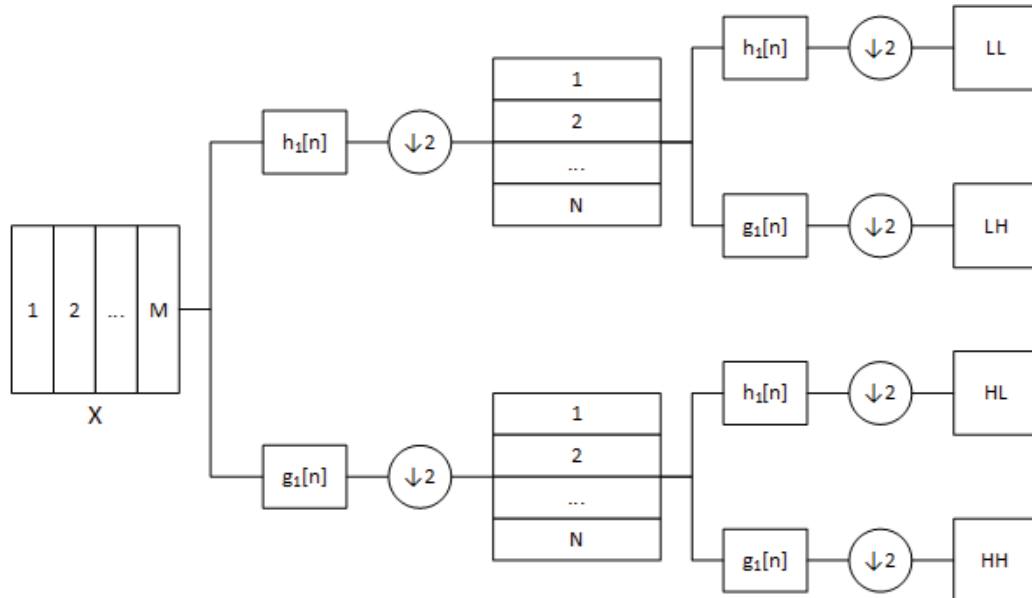 h₁[n] ↓2 LL
1
2
...
N
h₁[n] ↓2
g₁[n] ↓2 LH
1 2 ... M
X
h₁[n] ↓2 HL
1
2
...
N
g₁[n] ↓2
g₁[n] ↓2 HH